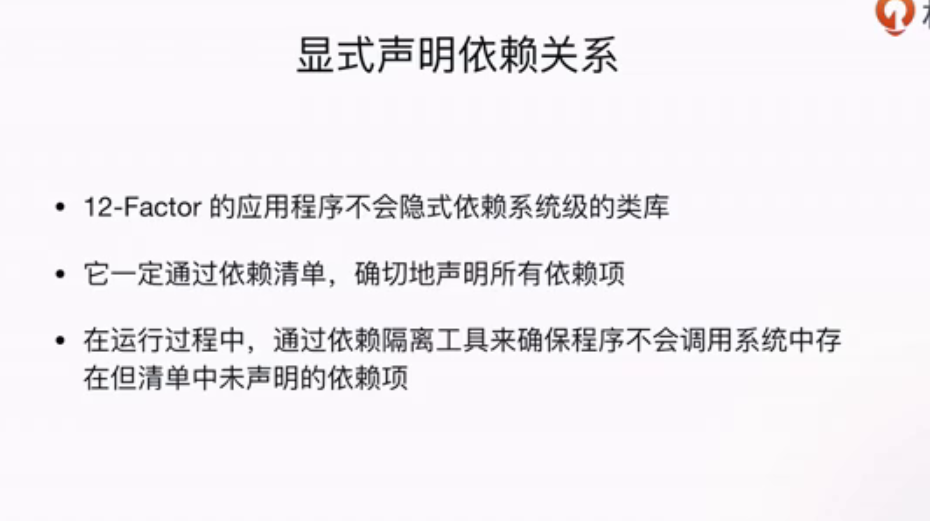 显式声明依赖关系
• 12-Factor 的应用程序不会隐式依赖系统级的类库
• 它一定通过依赖清单，确切地声明所有依赖项
• 在运行过程中，通过依赖隔离工具来确保程序不会调用系统中存
在但清单中未声明的依赖项